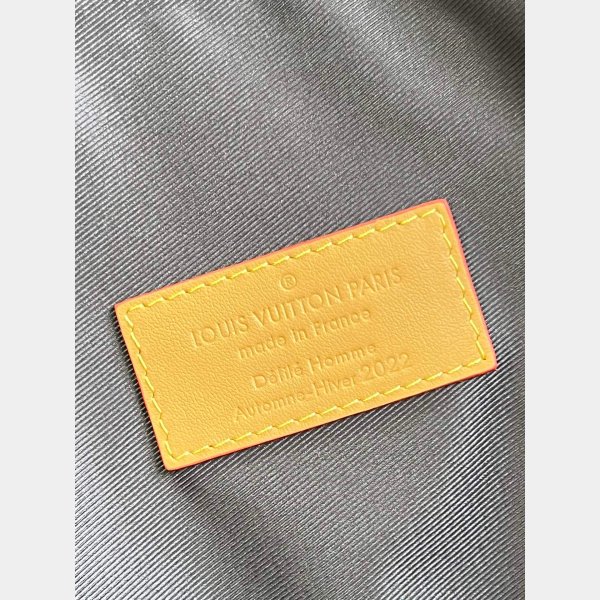 ®
LOUIS VUITTON PARIS
made in France
Défilé Homme
Automne-Hiver 2022